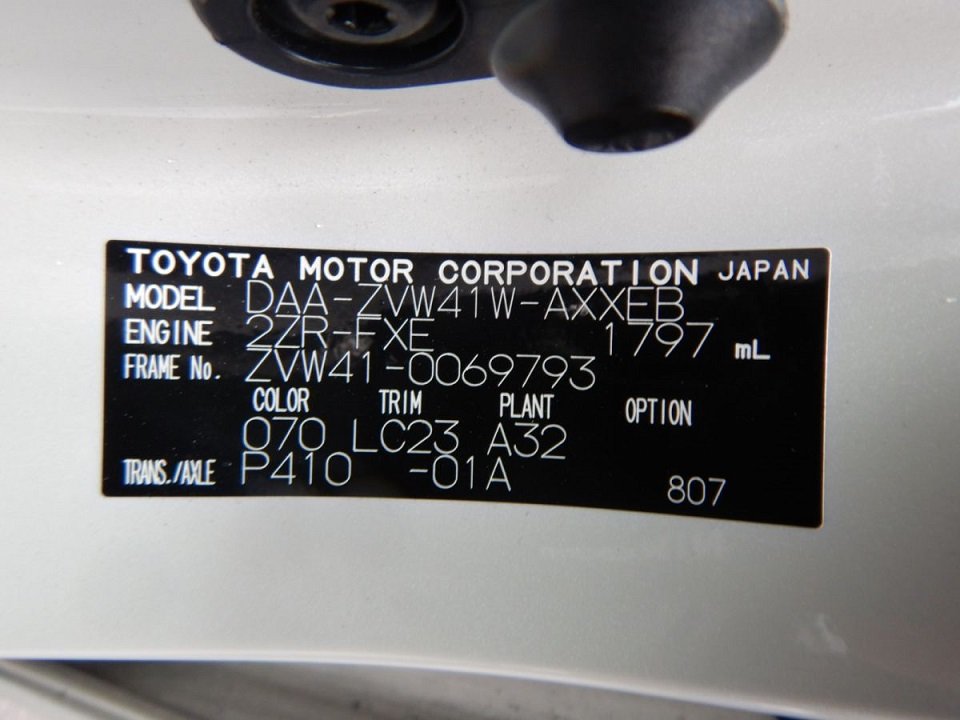 TOYOTA MOTOR CORPORATION JAPAN
MODEL DAA-ZVW41W-AXXEB
ENGINE 2ZR-FXE 1797 mL
FRAME No. ZVW41-0069793
COLOR TRIM PLANT OPTION
070 LC23 A32
TRANS./AXLE P410 -01A 807